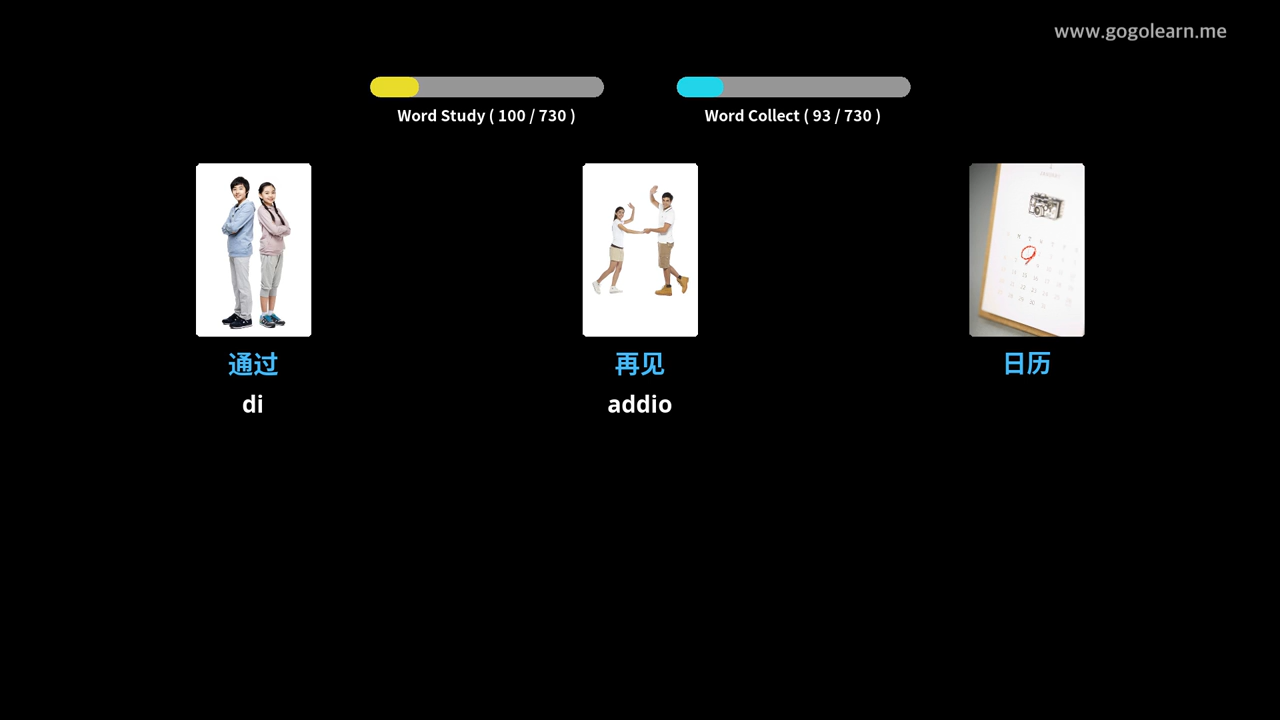 www.gogolearn.me
Word Study ( 100 / 730 )
Word Collect ( 93 / 730 )
通过
再见
日历
di
addio